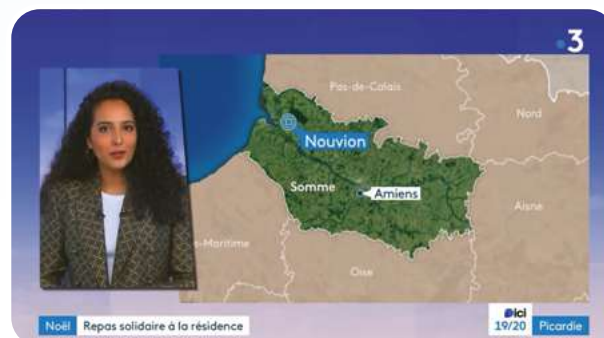 3
Pas-de-Calais
Nord
Nouvion
Somme
Amiens
Aisne
e-Maritime
Oise
Noël Repas solidaire à la résidence
ici
19/20 Picardie